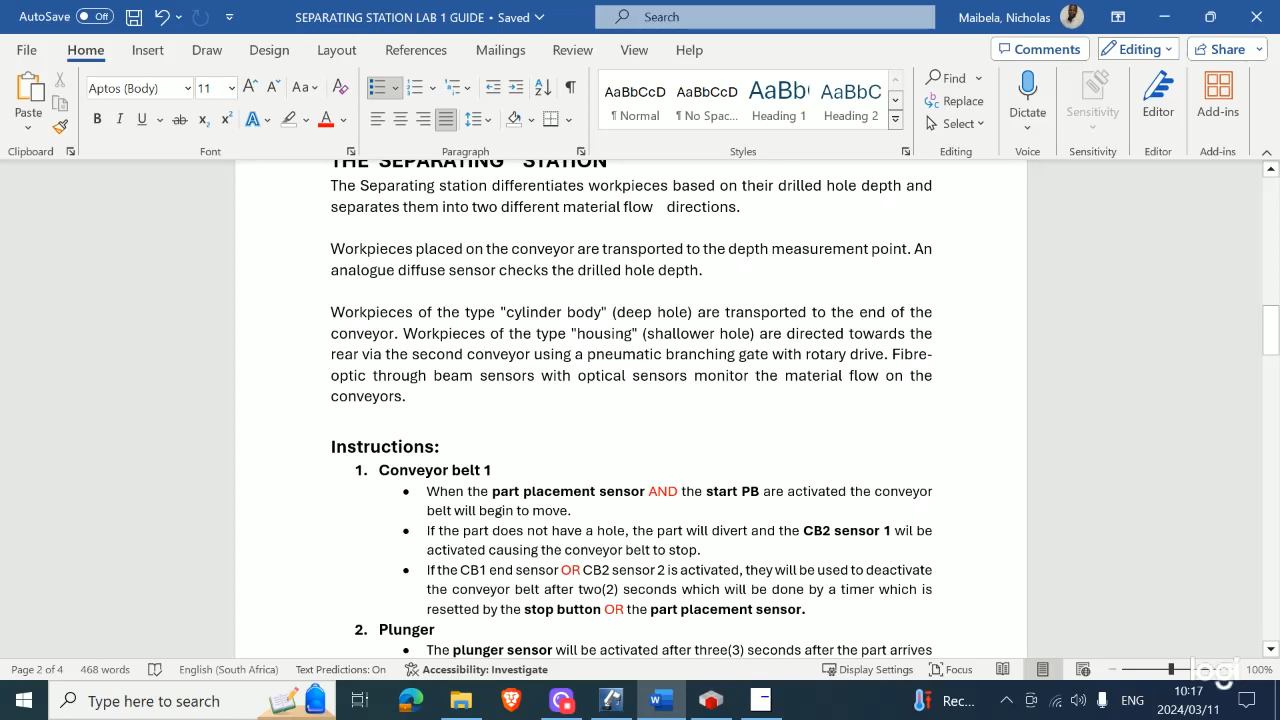 AutoSave Off SEPARATING STATION LAB 1 GUIDE • Saved Search Maibela, Nicholas
File Home Insert Draw Design Layout References Mailings Review View Help Comments Editing Share
Paste Aptos (Body) 11 A A Aa A AaBbCcD AaBbCcD AaBb( AaBbC Find Dictate Sensitivity Editor Add-ins
¶ Normal ¶ No Spac... Heading 1 Heading 2 Replace
B I U ab x₂ x² A A Select
Clipboard Font Paragraph Styles Editing Voice Sensitivity Editor Add-ins
THE SEPARATING STATION
The Separating station differentiates workpieces based on their drilled hole depth and
separates them into two different material flow directions.
Workpieces placed on the conveyor are transported to the depth measurement point. An
analogue diffuse sensor checks the drilled hole depth.
Workpieces of the type "cylinder body" (deep hole) are transported to the end of the
conveyor. Workpieces of the type "housing" (shallower hole) are directed towards the
rear via the second conveyor using a pneumatic branching gate with rotary drive. Fibre-
optic through beam sensors with optical sensors monitor the material flow on the
conveyors.
Instructions:
1. Conveyor belt 1
• When the part placement sensor AND the start PB are activated the conveyor
belt will begin to move.
• If the part does not have a hole, the part will divert and the CB2 sensor 1 wil be
activated causing the conveyor belt to stop.
• If the CB1 end sensor OR CB2 sensor 2 is activated, they will be used to deactivate
the conveyor belt after two(2) seconds which will be done by a timer which is
resetted by the stop button OR the part placement sensor.
2. Plunger
• The plunger sensor will be activated after three(3) seconds after the part arrives
Page 2 of 4 468 words English (South Africa) Text Predictions: On Accessibility: Investigate Display Settings Focus 100%
logi
Type here to search Rec... ENG 10:17
2024/03/11